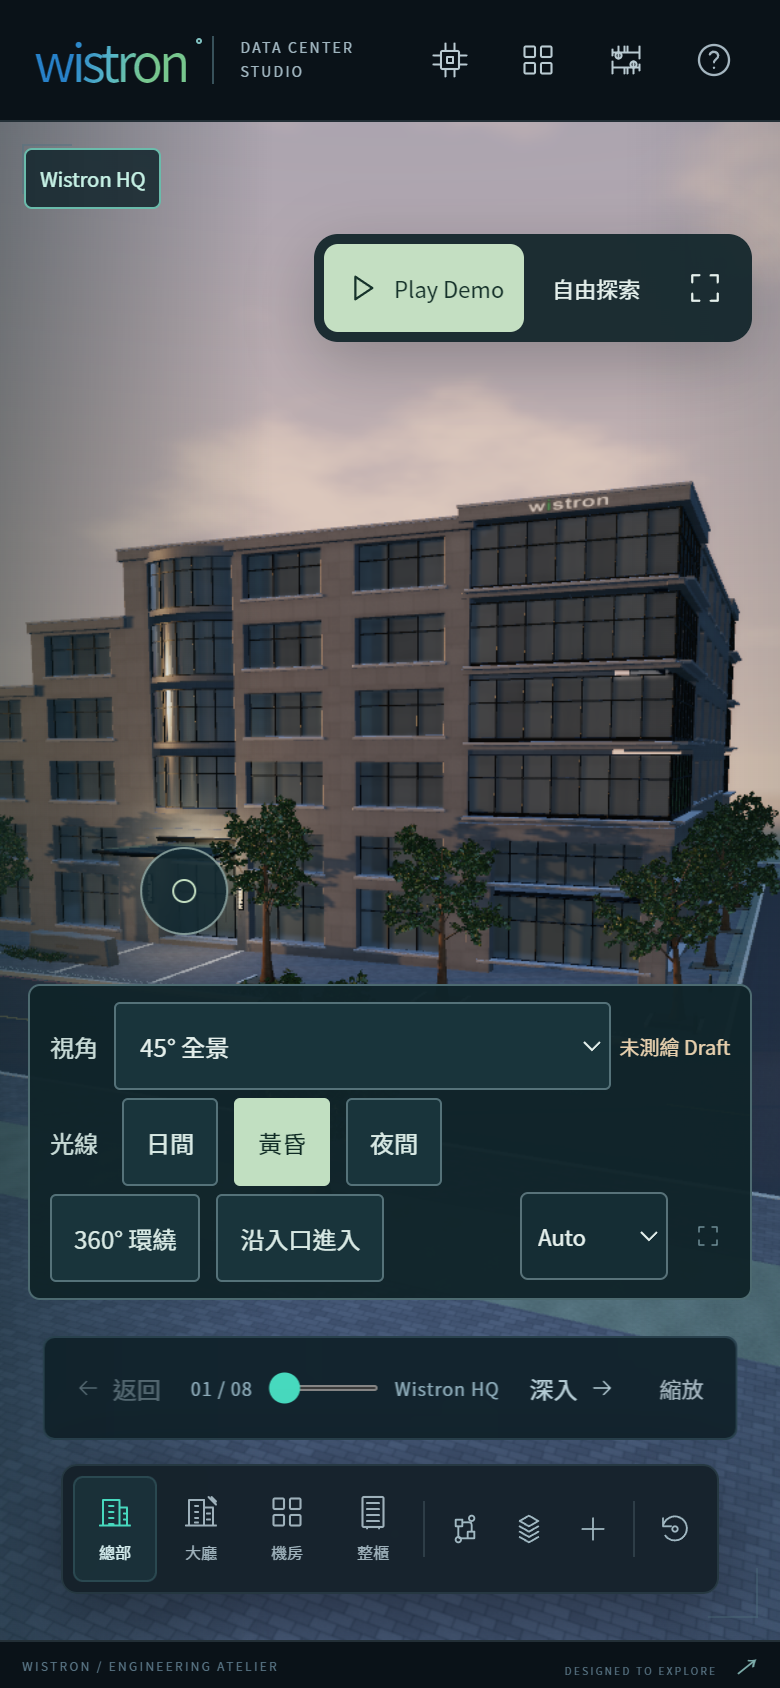 wistron
DATA CENTER
STUDIO
Wistron HQ
Play Demo
自由探索
wistron
視角
45° 全景
未測繪 Draft
光線
日間
黃昏
夜間
360° 環繞
沿入口進入
Auto
返回
01 / 08
Wistron HQ
深入
縮放
總部
大廳
機房
整櫃
WISTRON / ENGINEERING ATELIER
DESIGNED TO EXPLORE